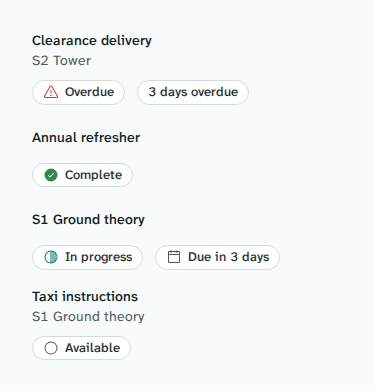 Clearance delivery
S2 Tower
Overdue 3 days overdue
Annual refresher
Complete
S1 Ground theory
In progress Due in 3 days
Taxi instructions
S1 Ground theory
Available